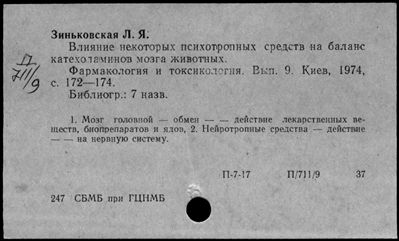 Зиньковская Л. Я.
Влияние некоторых психотропных средств на баланс
катехоламинов мозга животных.
П
711/9
Фармакология и токсикология. Вып. 9. Киев, 1974,
с. 172—174.
Библиогр.: 7 назв.
1. Мозг головной — обмен — — действие лекарственных ве-
ществ, биопрепаратов и ядов, 2. Нейротропные средства — действие
— — на нервную систему.
П-7-17 П/711/9 37
247 СБМБ при ГЦНМБ